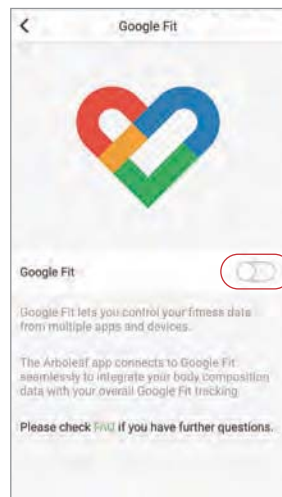 Google Fit
Google Fit
Google Fit lets you control your fitness data
from multiple apps and devices.
The Arboleaf app connects to Google Fit
seamlessly to integrate your body composition
data with your overall Google Fit tracking
Please check FAQ if you have further questions.